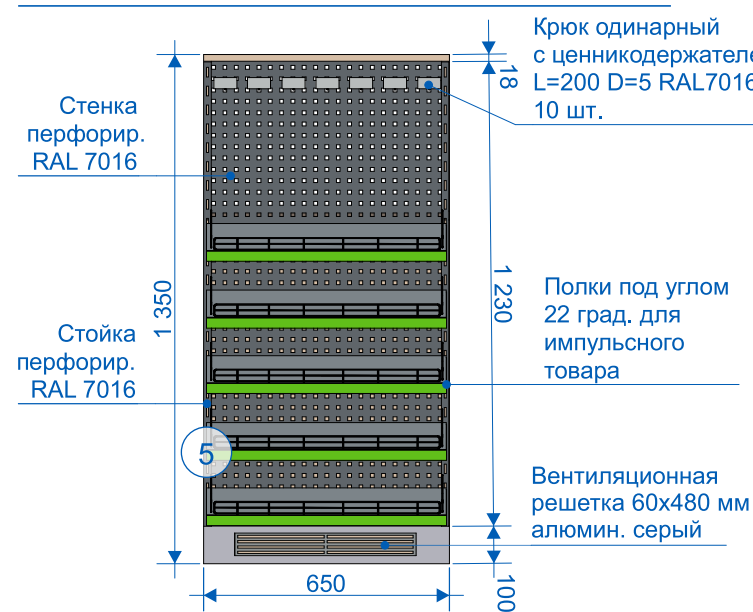 Крюк одинарный
с ценникодержателе
L=200 D=5 RAL7016
10 шт.
18
Стенка
перфорир.
RAL 7016
1 350
1 230
Полки под углом
22 град. для
импульсного
товара
Стойка
перфорир.
RAL 7016
5
Вентиляционная
решетка 60х480 мм
алюмин. серый
650
100